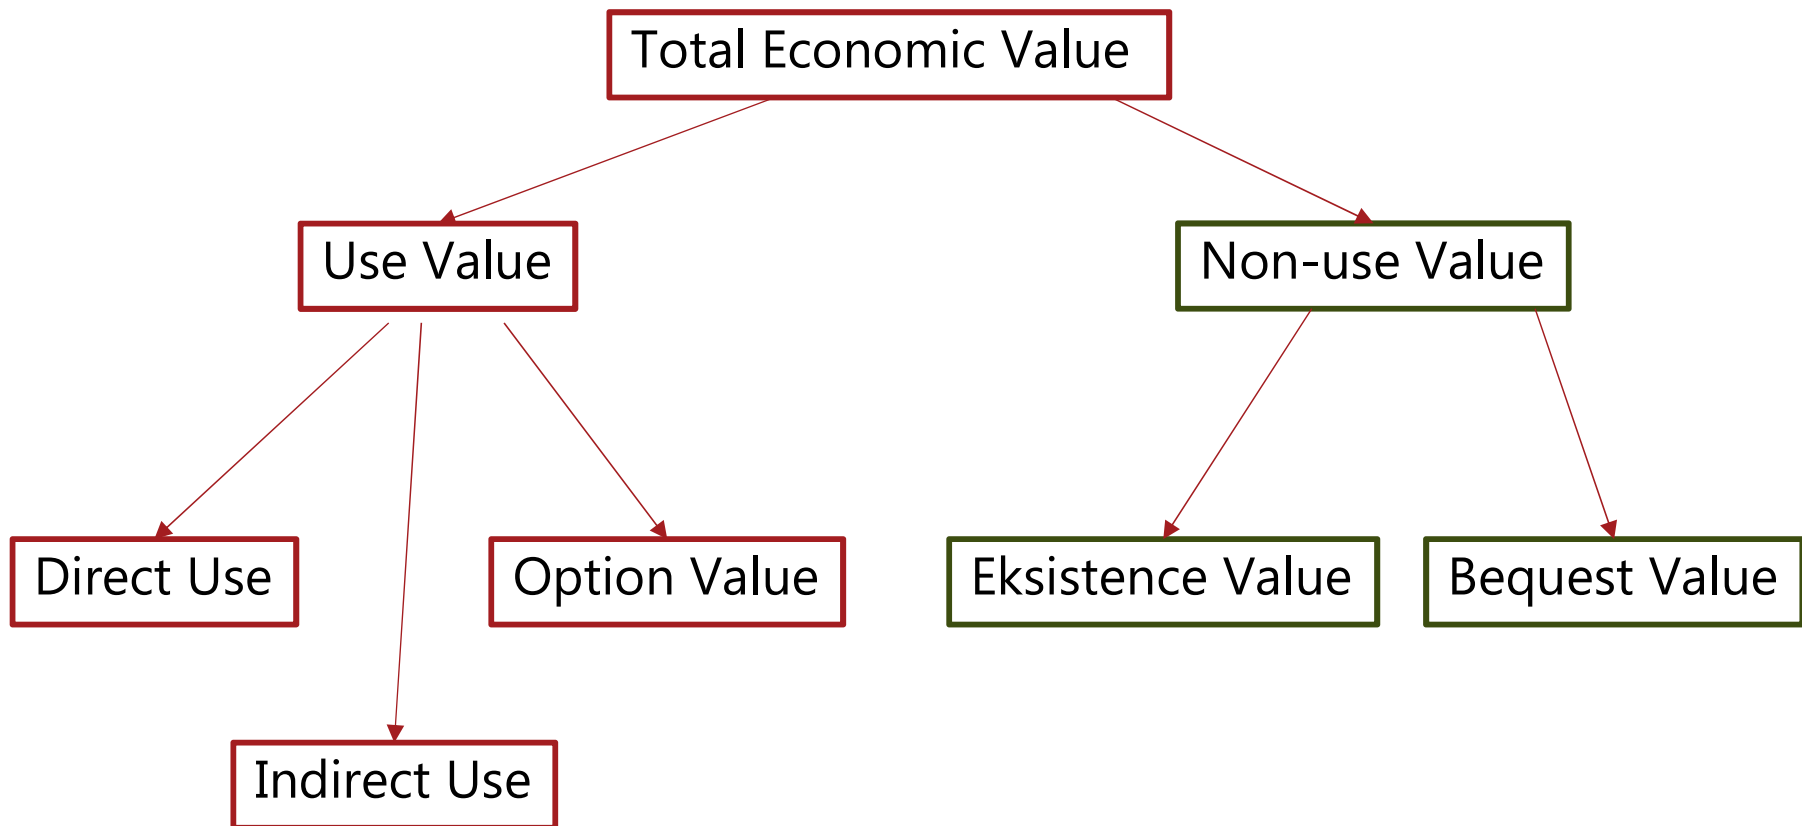 Total Economic Value
Use Value
Non-use Value
Direct Use
Option Value
Eksistence Value
Bequest Value
Indirect Use